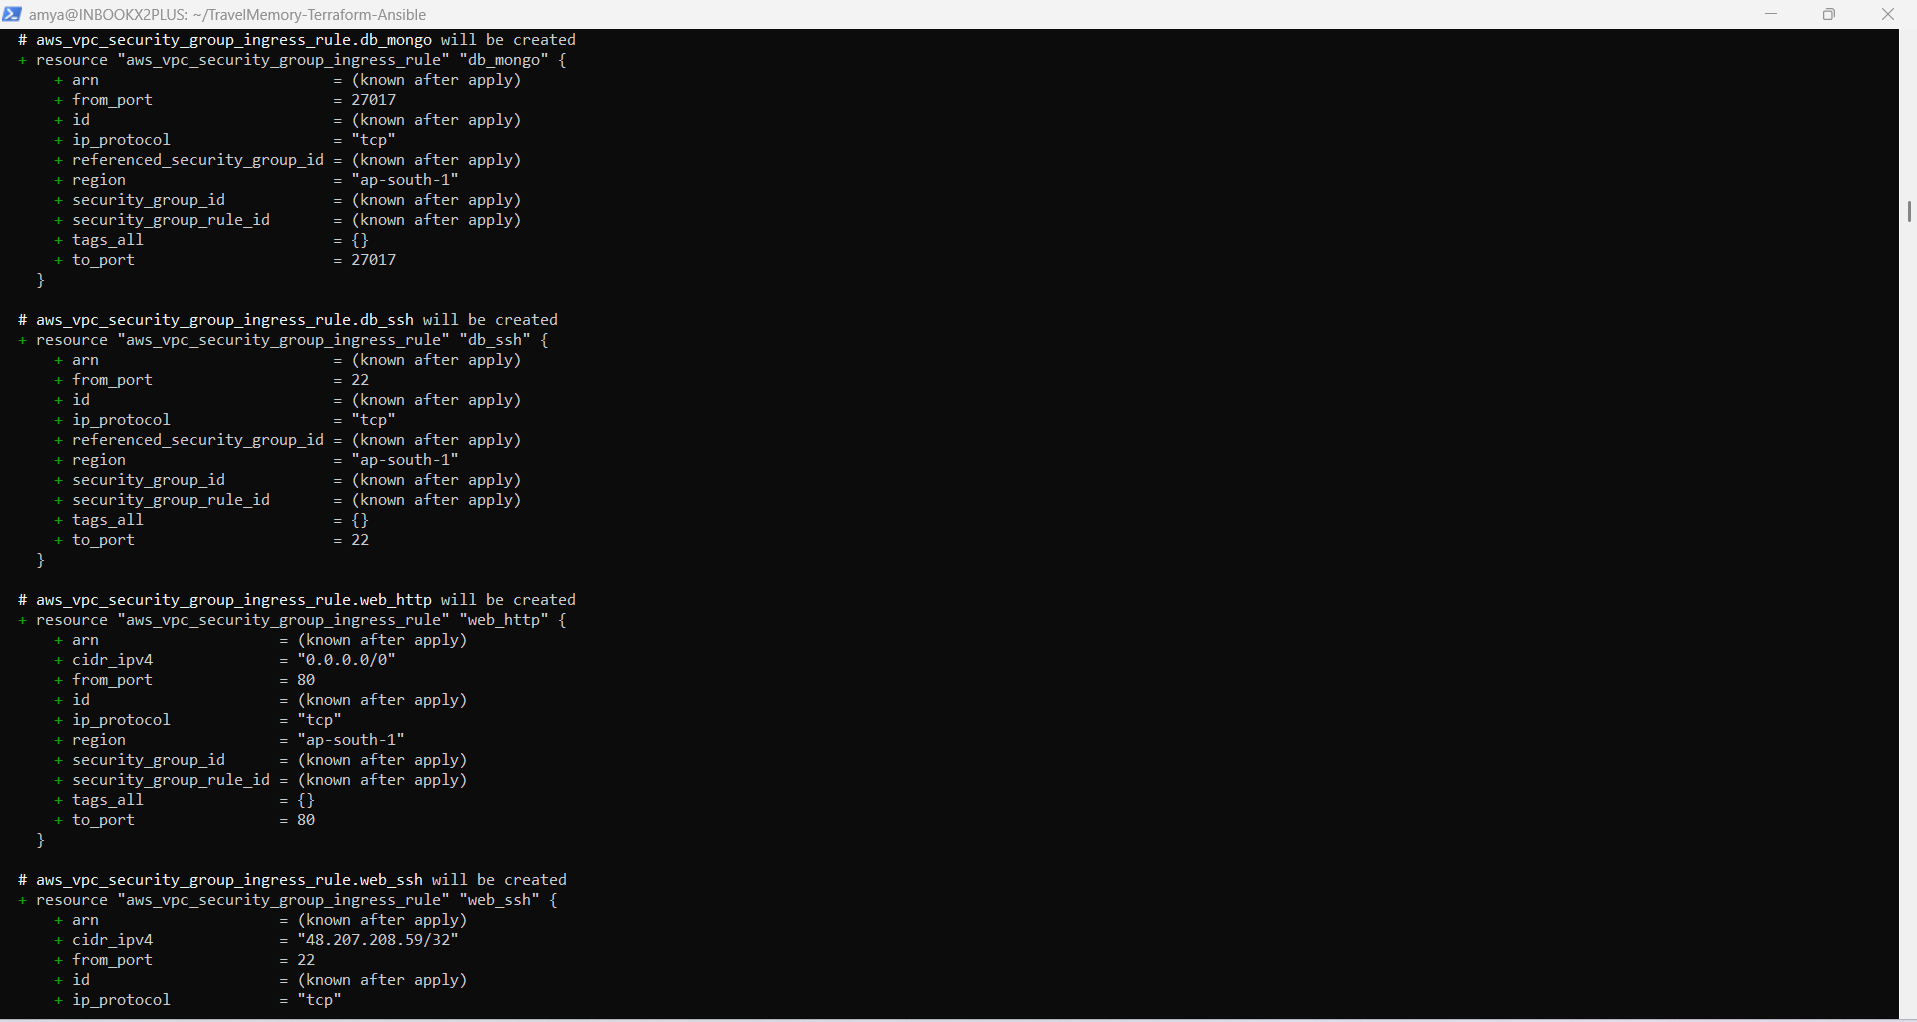 amya@INBOOKX2PLUS: ~/TravelMemory-Terraform-Ansible
# aws_vpc_security_group_ingress_rule.db_mongo will be created
+ resource "aws_vpc_security_group_ingress_rule" "db_mongo" {
    + arn                          = (known after apply)
    + from_port                    = 27017
    + id                           = (known after apply)
    + ip_protocol                  = "tcp"
    + referenced_security_group_id = (known after apply)
    + region                       = "ap-south-1"
    + security_group_id            = (known after apply)
    + security_group_rule_id       = (known after apply)
    + tags_all                     = {}
    + to_port                      = 27017
  }
# aws_vpc_security_group_ingress_rule.db_ssh will be created
+ resource "aws_vpc_security_group_ingress_rule" "db_ssh" {
    + arn                          = (known after apply)
    + from_port                    = 22
    + id                           = (known after apply)
    + ip_protocol                  = "tcp"
    + referenced_security_group_id = (known after apply)
    + region                       = "ap-south-1"
    + security_group_id            = (known after apply)
    + security_group_rule_id       = (known after apply)
    + tags_all                     = {}
    + to_port                      = 22
  }
# aws_vpc_security_group_ingress_rule.web_http will be created
+ resource "aws_vpc_security_group_ingress_rule" "web_http" {
    + arn                    = (known after apply)
    + cidr_ipv4              = "0.0.0.0/0"
    + from_port              = 80
    + id                     = (known after apply)
    + ip_protocol            = "tcp"
    + region                 = "ap-south-1"
    + security_group_id      = (known after apply)
    + security_group_rule_id = (known after apply)
    + tags_all               = {}
    + to_port                = 80
  }
# aws_vpc_security_group_ingress_rule.web_ssh will be created
+ resource "aws_vpc_security_group_ingress_rule" "web_ssh" {
    + arn                    = (known after apply)
    + cidr_ipv4              = "48.207.208.59/32"
    + from_port              = 22
    + id                     = (known after apply)
    + ip_protocol            = "tcp"